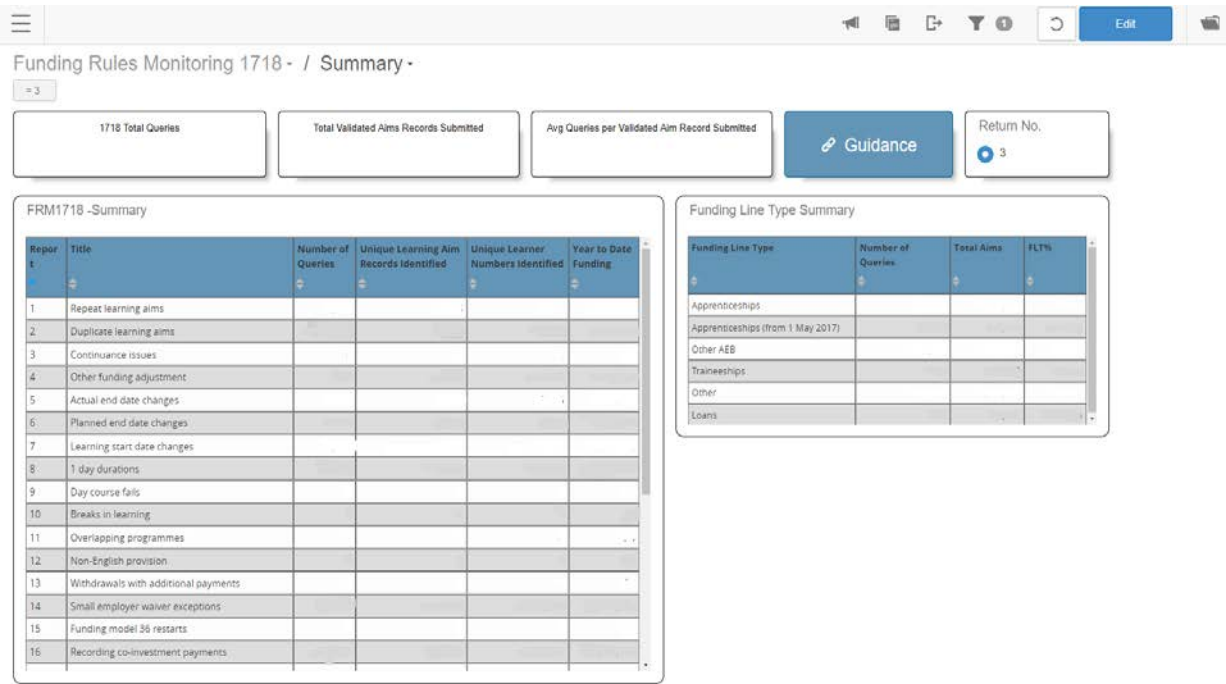 1
Edit
Funding Rules Monitoring 1718 / Summary
= 3
1718 Total Queries
Total Validated Aims Records Submitted
Avg Queries per Validated Aim Record Submitted
Guidance
Return No.
3
FRM1718 -Summary
Report Title Number of Queries Unique Learning Aim Records Identified Unique Learner Numbers Identified Year to Date Funding
1 Repeat learning aims
2 Duplicate learning aims
3 Continuance issues
4 Other funding adjustment
5 Actual end date changes
6 Planned end date changes
7 Learning start date changes
8 1 day durations
9 Day course fails
10 Breaks in learning
11 Overlapping programmes
12 Non-English provision
13 Withdrawals with additional payments
14 Small employer waiver exceptions
15 Funding model 36 restarts
16 Recording co-investment payments
Funding Line Type Summary
Funding Line Type Number of Queries Total Aims FLT%
Apprenticeships
Apprenticeships (from 1 May 2017)
Other AEB
Traineeships
Other
Loans